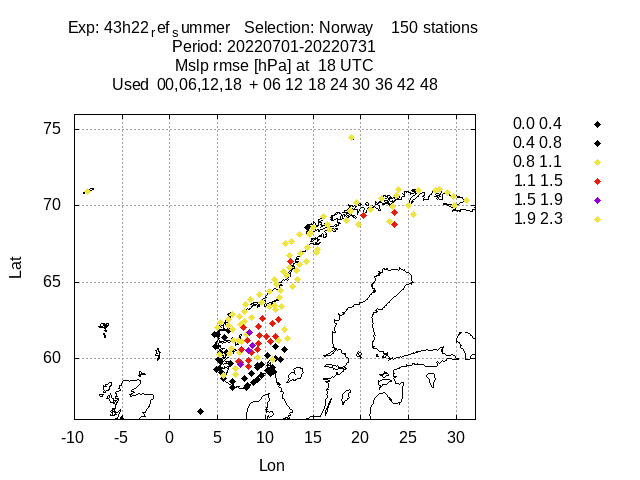 Exp: 43h22refsummer   Selection: Norway    150 stations
Period: 20220701-20220731
Mslp rmse [hPa] at  18 UTC
Used  00,06,12,18  + 06 12 18 24 30 36 42 48
75
70
65
60
-10 -5 0 5 10 15 20 25 30
Lat
Lon
0.0 0.4
0.4 0.8
0.8 1.1
1.1 1.5
1.5 1.9
1.9 2.3